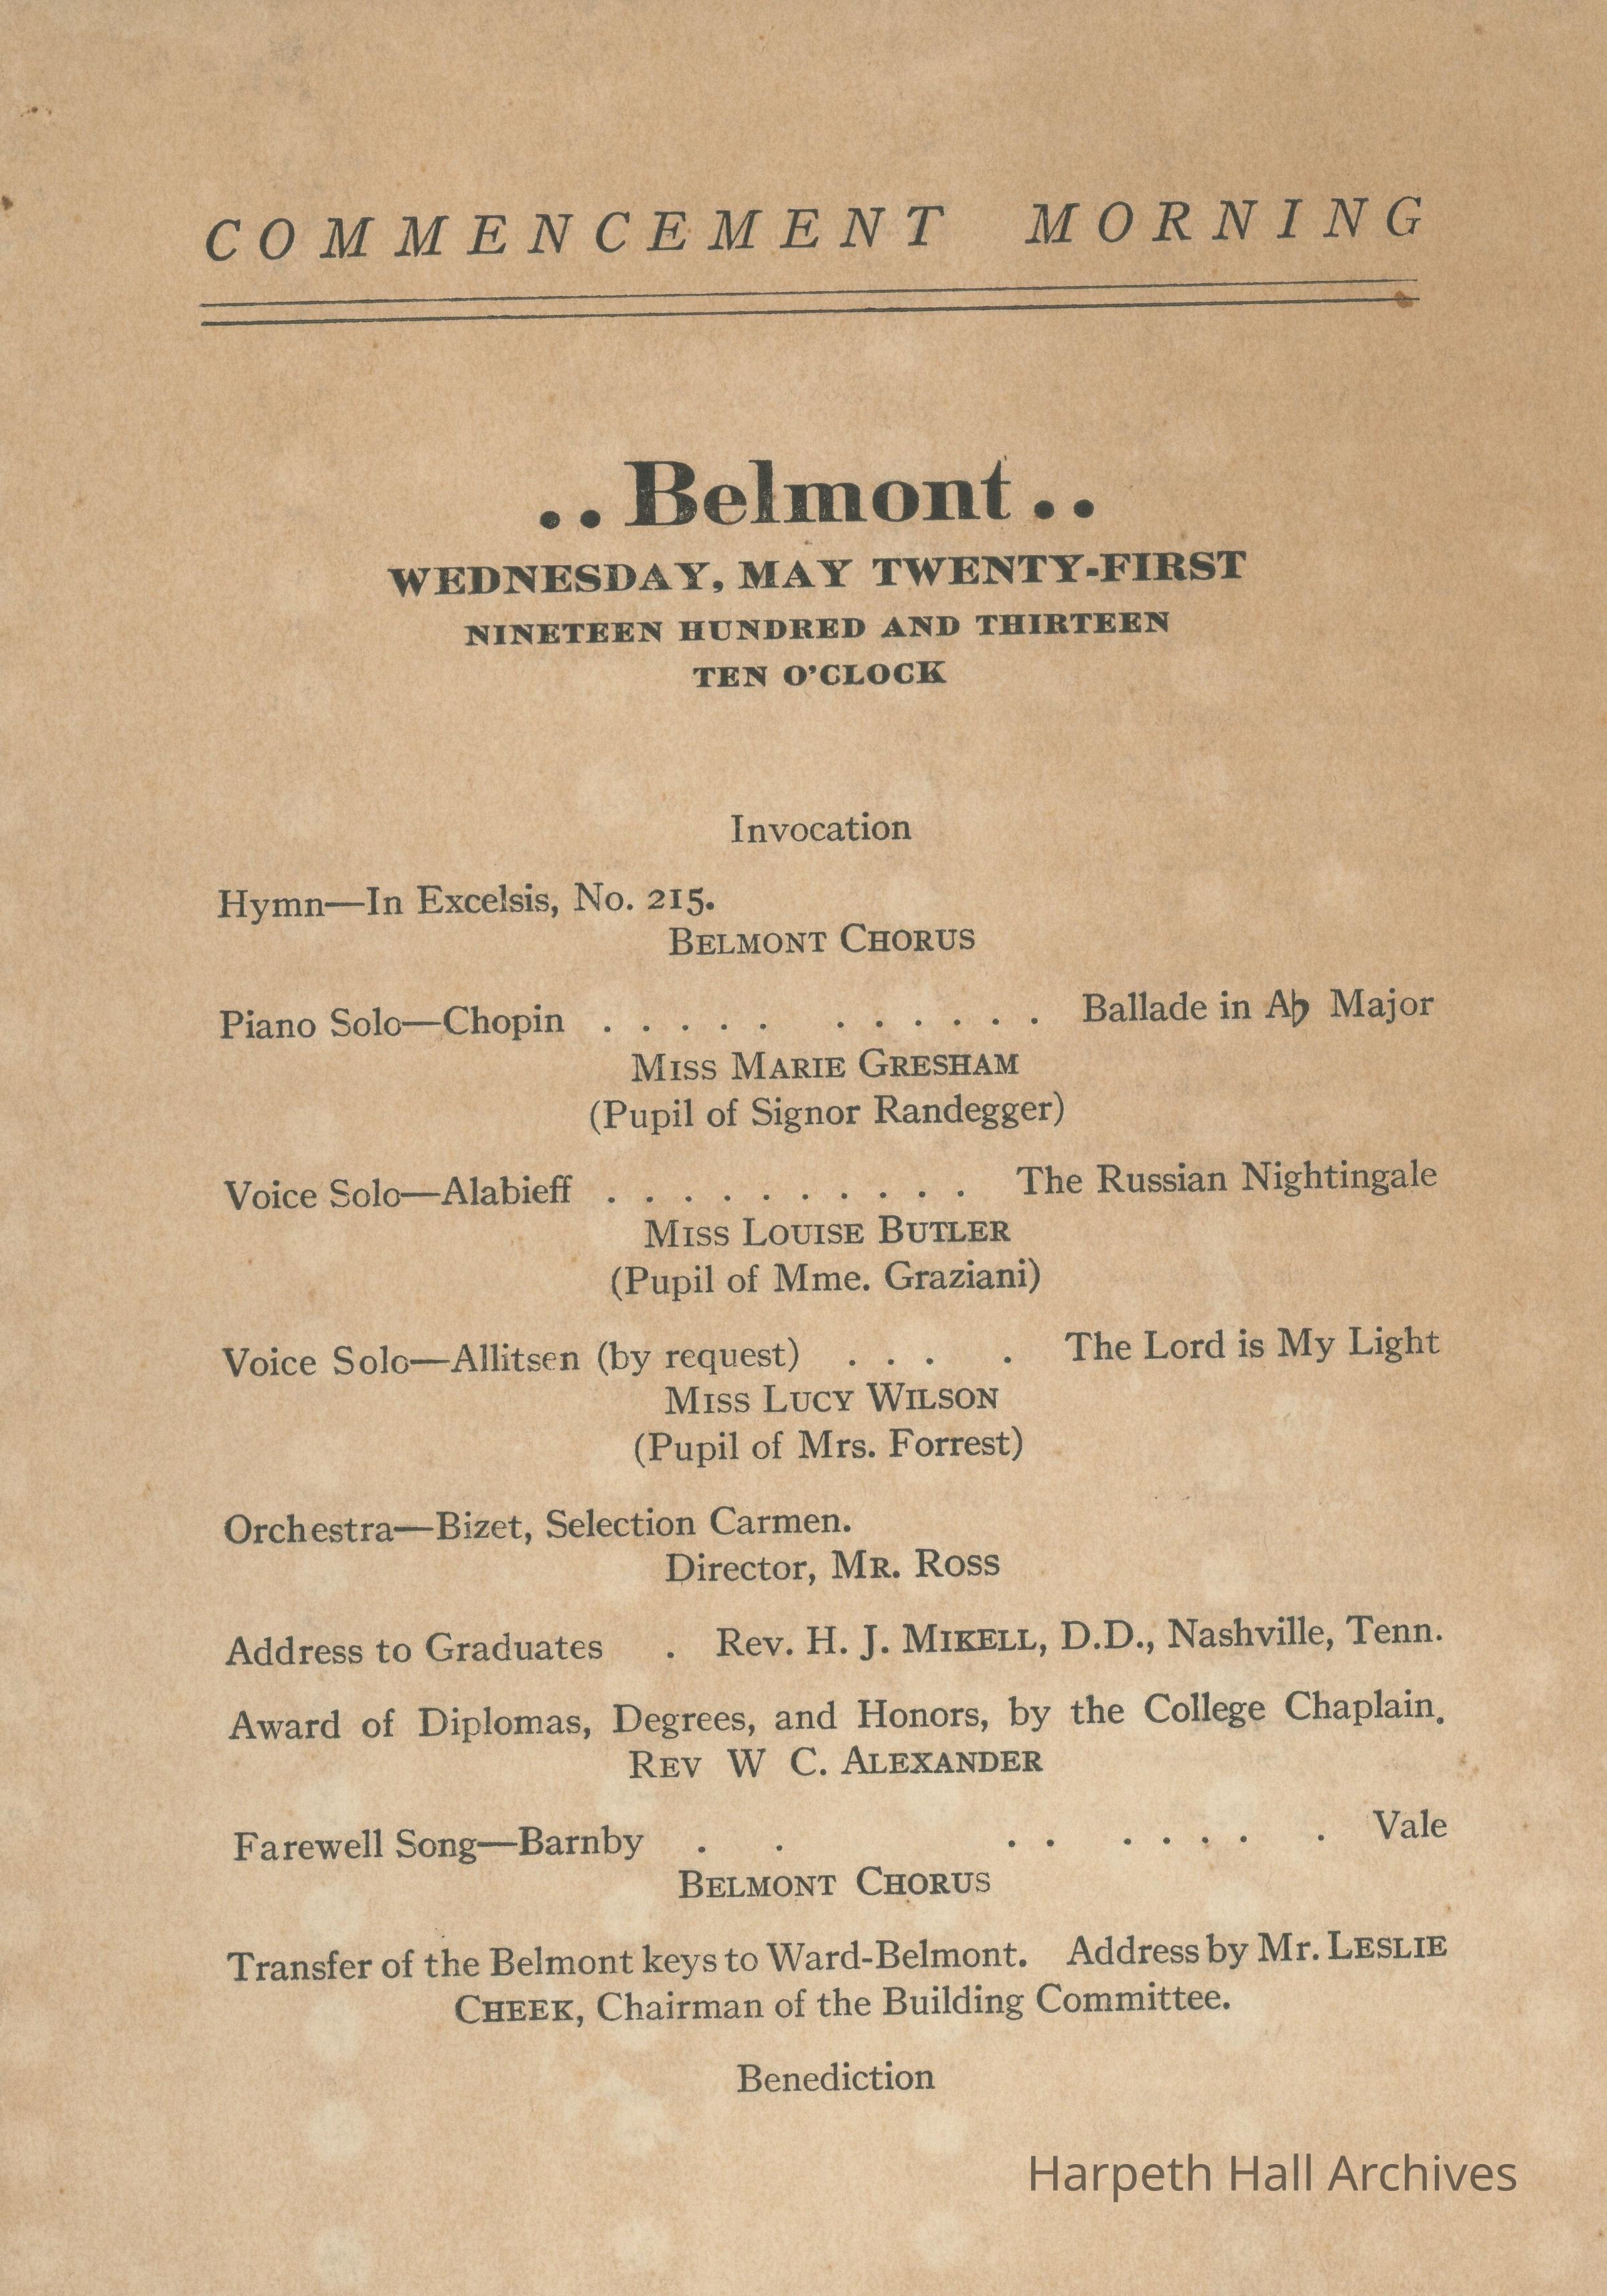 COMMENCEMENT MORNING
..Belmont..
WEDNESDAY, MAY TWENTY-FIRST
NINETEEN HUNDRED AND THIRTEEN
TEN O'CLOCK
Invocation
Hymn—In Excelsis, No. 215.
BELMONT CHORUS
Piano Solo—Chopin . . . . . . . . . . . Ballade in A♭ Major
MISS MARIE GRESHAM
(Pupil of Signor Randegger)
Voice Solo—Alabieff . . . . . . . . . . The Russian Nightingale
MISS LOUISE BUTLER
(Pupil of Mme. Graziani)
Voice Solo—Allitsen (by request) . . . . The Lord is My Light
MISS LUCY WILSON
(Pupil of Mrs. Forrest)
Orchestra—Bizet, Selection Carmen.
Director, MR. ROSS
Address to Graduates . Rev. H. J. MIKELL, D.D., Nashville, Tenn.
Award of Diplomas, Degrees, and Honors, by the College Chaplain.
REV W C. ALEXANDER
Farewell Song—Barnby . . . . . . . . . Vale
BELMONT CHORUS
Transfer of the Belmont keys to Ward-Belmont. Address by Mr. LESLIE
CHEEK, Chairman of the Building Committee.
Benediction
Harpeth Hall Archives